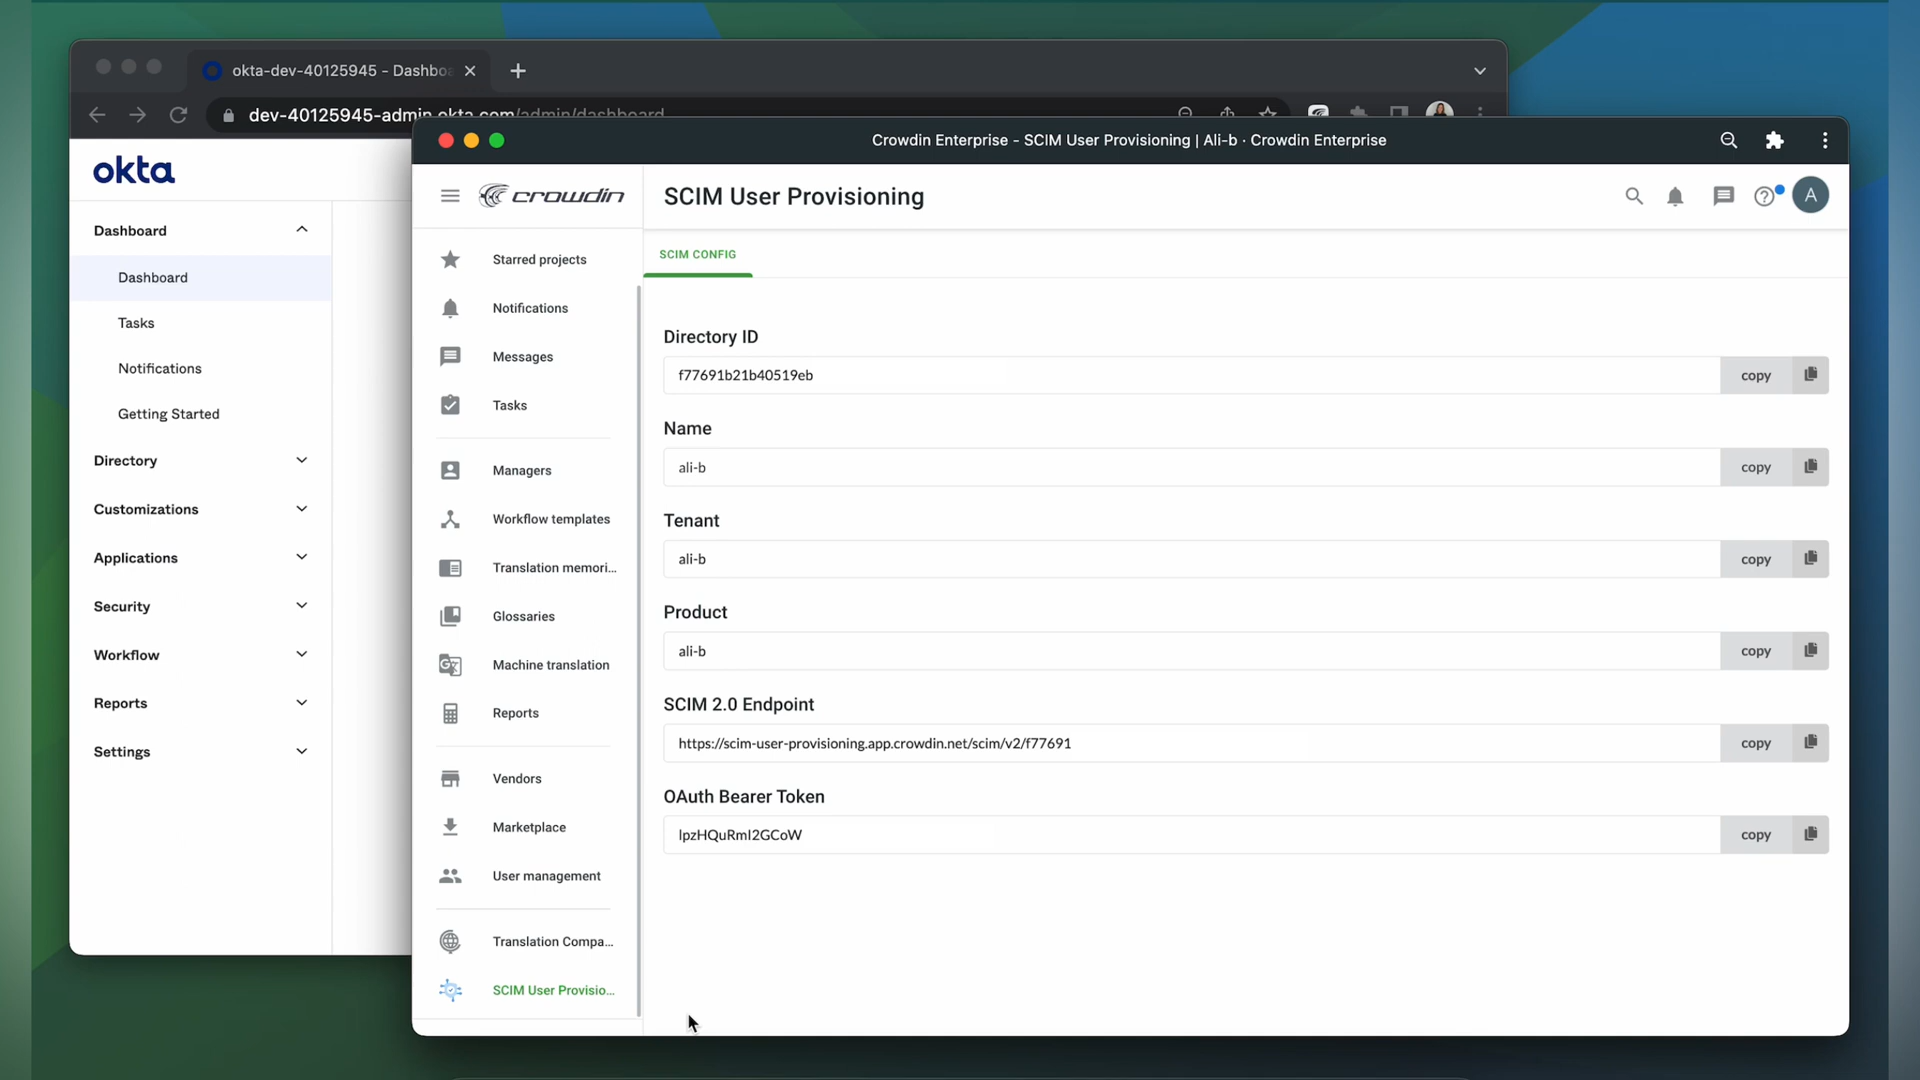 okta-dev-40125945 - Dashbo
dev-40125945-admin.okta.com/admin/dashboard
Crowdin Enterprise - SCIM User Provisioning | Ali-b · Crowdin Enterprise
okta
Dashboard
Dashboard
Tasks
Notifications
Getting Started
Directory
Customizations
Applications
Security
Workflow
Reports
Settings
crowdin
Starred projects
Notifications
Messages
Tasks
Managers
Workflow templates
Translation memori...
Glossaries
Machine translation
Reports
Vendors
Marketplace
User management
Translation Compa...
SCIM User Provisio...
SCIM User Provisioning
A
SCIM CONFIG
Directory ID
f77691b21b40519eb
copy
Name
ali-b
copy
Tenant
ali-b
copy
Product
ali-b
copy
SCIM 2.0 Endpoint
https://scim-user-provisioning.app.crowdin.net/scim/v2/f77691
copy
OAuth Bearer Token
lpzHQuRmI2GCoW
copy